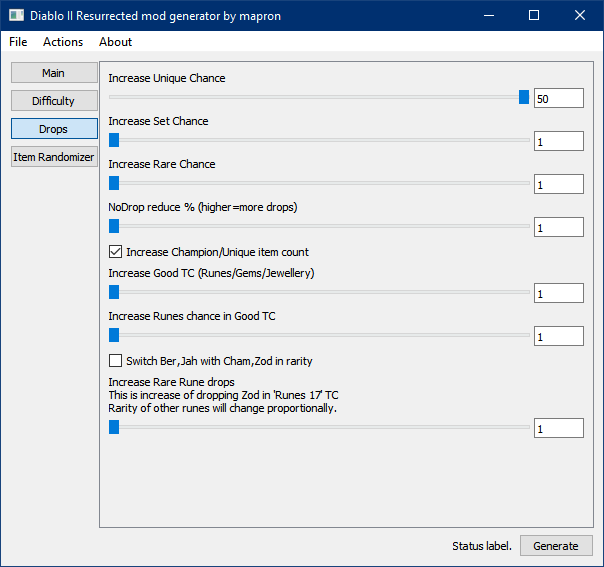 Diablo II Resurrected mod generator by mapron
File Actions About
Main
Difficulty
Drops
Item Randomizer
Increase Unique Chance
50
Increase Set Chance
1
Increase Rare Chance
1
NoDrop reduce % (higher=more drops)
1
Increase Champion/Unique item count
Increase Good TC (Runes/Gems/Jewellery)
1
Increase Runes chance in Good TC
1
Switch Ber,Jah with Cham,Zod in rarity
Increase Rare Rune drops
This is increase of dropping Zod in 'Runes 17' TC
Rarity of other runes will change proportionally.
1
Status label. Generate